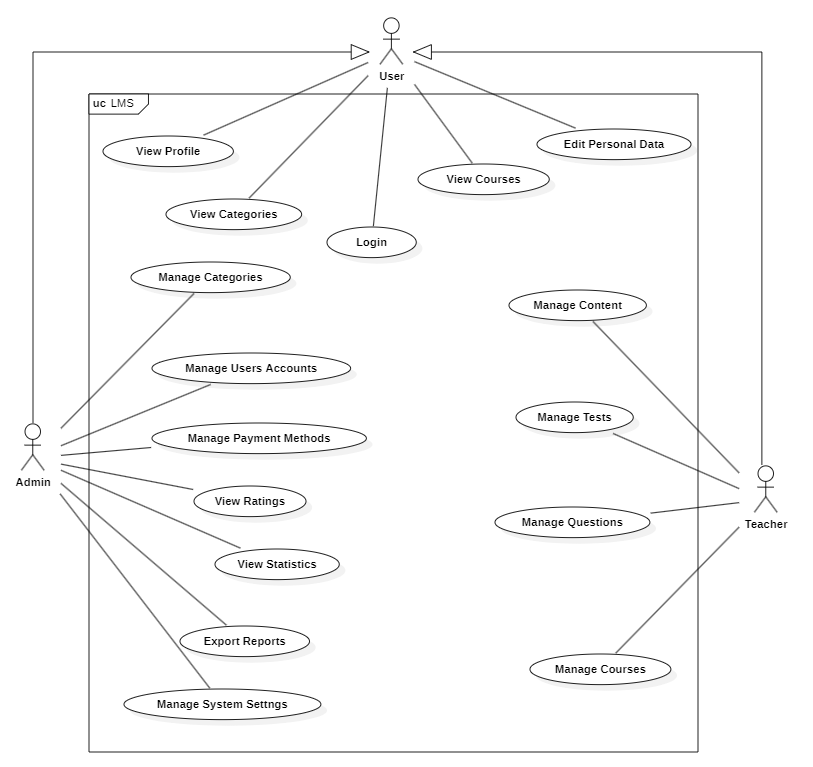 User
uc LMS
View Profile
Edit Personal Data
View Courses
View Categories
Login
Manage Categories
Manage Content
Manage Users Accounts
Manage Tests
Manage Payment Methods
Admin
View Ratings
Manage Questions
Teacher
View Statistics
Export Reports
Manage Courses
Manage System Settngs